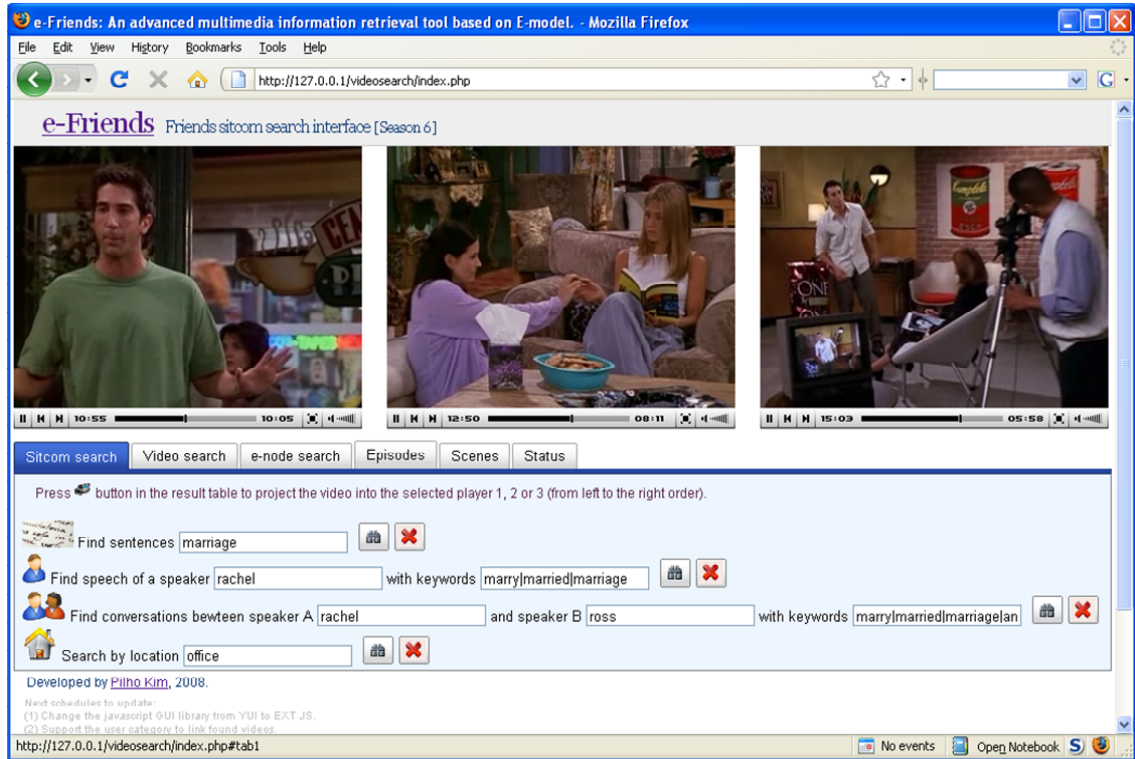 e-Friends: An advanced multimedia information retrieval tool based on E-model. - Mozilla Firefox
File Edit View History Bookmarks Tools Help
http://127.0.0.1/videosearch/index.php
G
e-Friends Friends sitcom search interface [Season 6]
CEN
PE
Campbell's
ONE
10:55 10:05
12:50 08:11
15:03 05:58
Sitcom search Video search e-node search Episodes Scenes Status
Press button in the result table to project the video into the selected player 1, 2 or 3 (from left to the right order).
Find sentences marriage
Find speech of a speaker rachel with keywords marry|married|marriage
Find conversations bewteen speaker A rachel and speaker B ross with keywords marry|married|marriage|an
Search by location office
Developed by Pilho Kim, 2008.
Next schedules to update:
(1) Change the javascript GUI library from YUI to EXT JS.
(2) Support the user category to link found videos.
http://127.0.0.1/videosearch/index.php#tab1 No events Open Notebook S